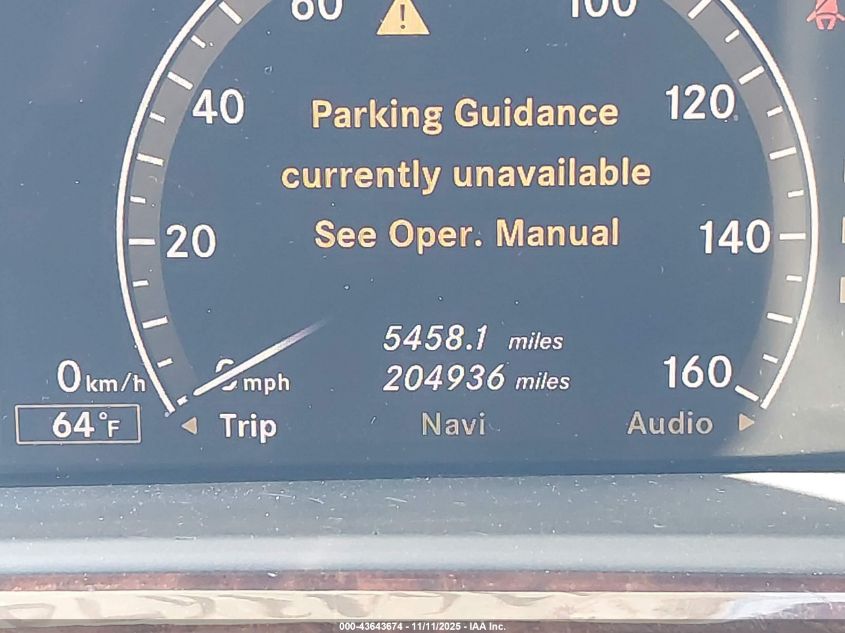 60 100
40 120
Parking Guidance
currently unavailable
See Oper. Manual
20 140
5458.1 miles
204936 miles
0 km/h 0 mph 160
64°F Trip Navi Audio
000-43643674 - 11/11/2025 - IAA Inc.